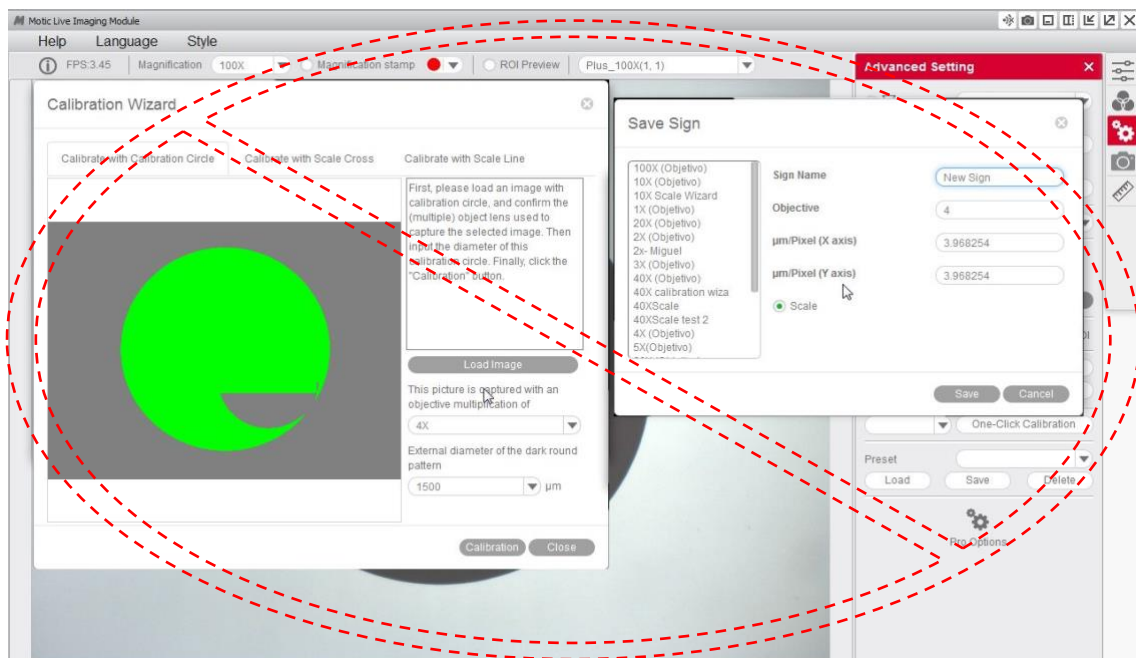 Motic Live Imaging Module
Help Language Style
FPS:3.45 Magnification 100X Magnification stamp ROI Preview Plus_100X(1, 1)
Advanced Setting
Calibration Wizard
Calibrate with Calibration Circle Calibrate with Scale Cross Calibrate with Scale Line
First, please load an image with
calibration circle, and confirm the
(multiple) object lens used to
capture the selected image. Then
input the diameter of this
calibration circle. Finally, click the
"Calibration" button.
Load Image
This picture is captured with an
objective multiplication of
4X
External diameter of the dark round
pattern
1500 µm
Calibration Close
Save Sign
100X (Objetivo)
10X (Objetivo)
10X Scale Wizard
1X (Objetivo)
20X (Objetivo)
2X (Objetivo)
2x- Miguel
3X (Objetivo)
40X (Objetivo)
40X calibration wiza
40XScale
40XScale test 2
4X (Objetivo)
5X(Objetivo)
Sign Name New Sign
Objective 4
µm/Pixel (X axis) 3.968254
µm/Pixel (Y axis) 3.968254
Scale
Save Cancel
One-Click Calibration
Preset
Load Save Delete
Pro Options